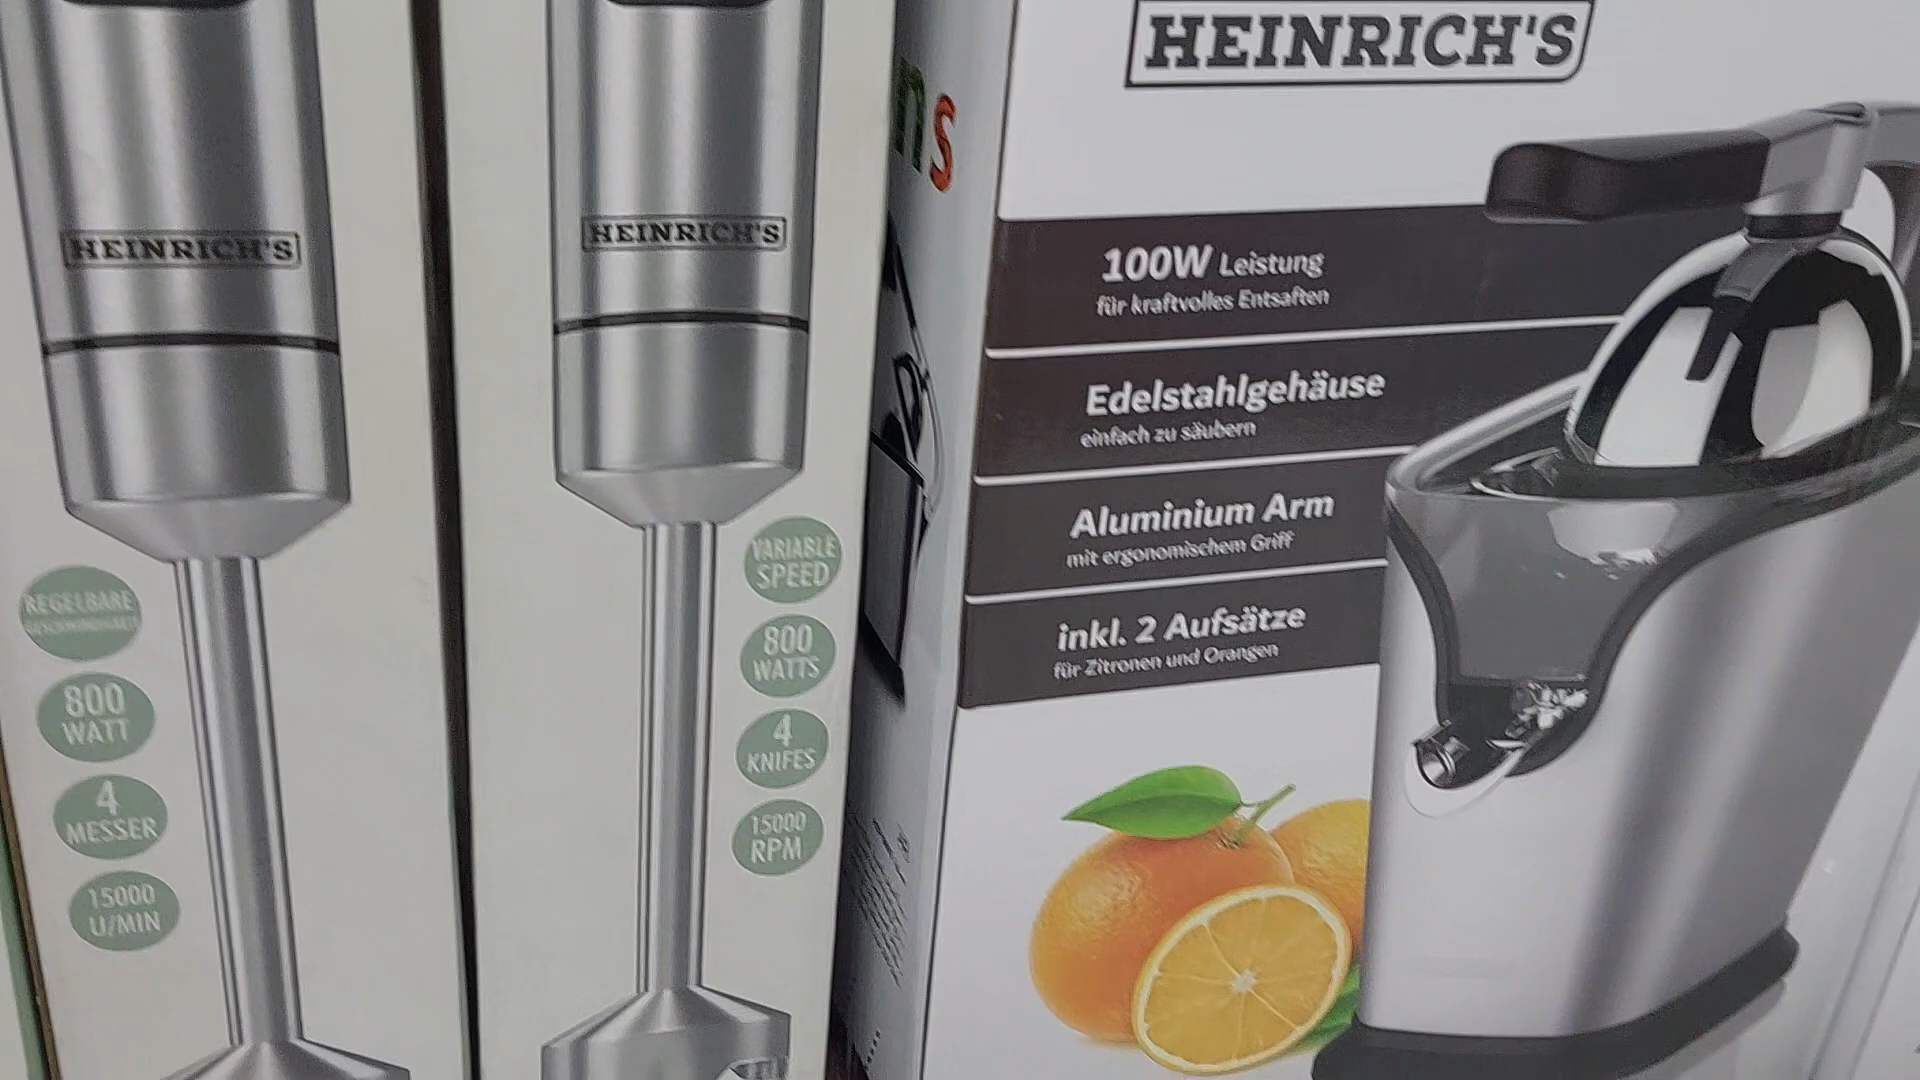 HEINRICH'S
REGELBARE
800
WATT
4
MESSER
15000
U/MIN
HEINRICH'S
VARIABLE
SPEED
800
WATTS
4
KNIFES
15000
RPM
ns
HEINRICH'S
100W Leistung
für kraftvolles Entsaften
Edelstahlgehäuse
einfach zu säubern
Aluminium Arm
mit ergonomischem Griff
inkl. 2 Aufsätze
für Zitronen und Orangen